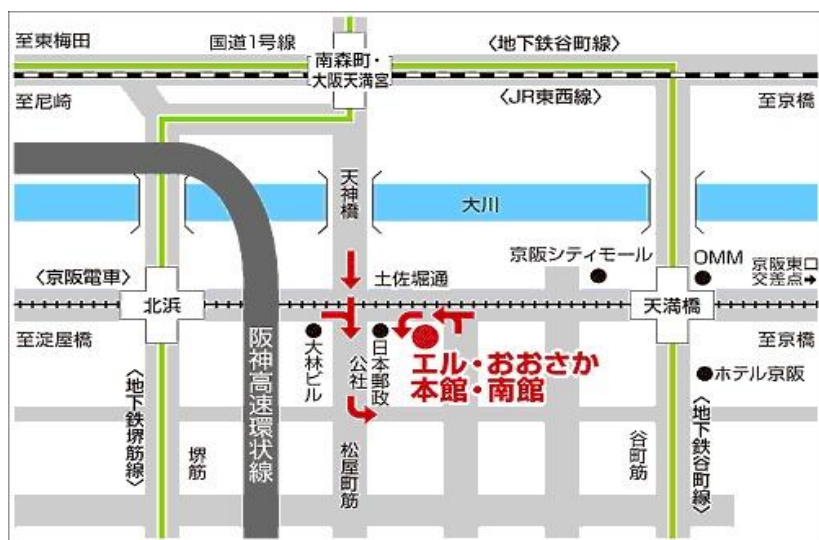 至東梅田
国道1号線
南森町・
大阪天満宮
〈地下鉄谷町線〉
至尼崎
〈JR東西線〉
至京橋
天神橋
大川
京阪シティモール
OMM
京阪東口
交差点➡
〈京阪電車〉
土佐堀通
北浜
天満橋
至淀屋橋
大林ビル
日本郵政
公社
エル・おおさか
本館・南館
至京橋
ホテル京阪
阪神高速環状線
〈地下鉄堺筋線〉
堺筋
松屋町筋
谷町筋
〈地下鉄谷町線〉